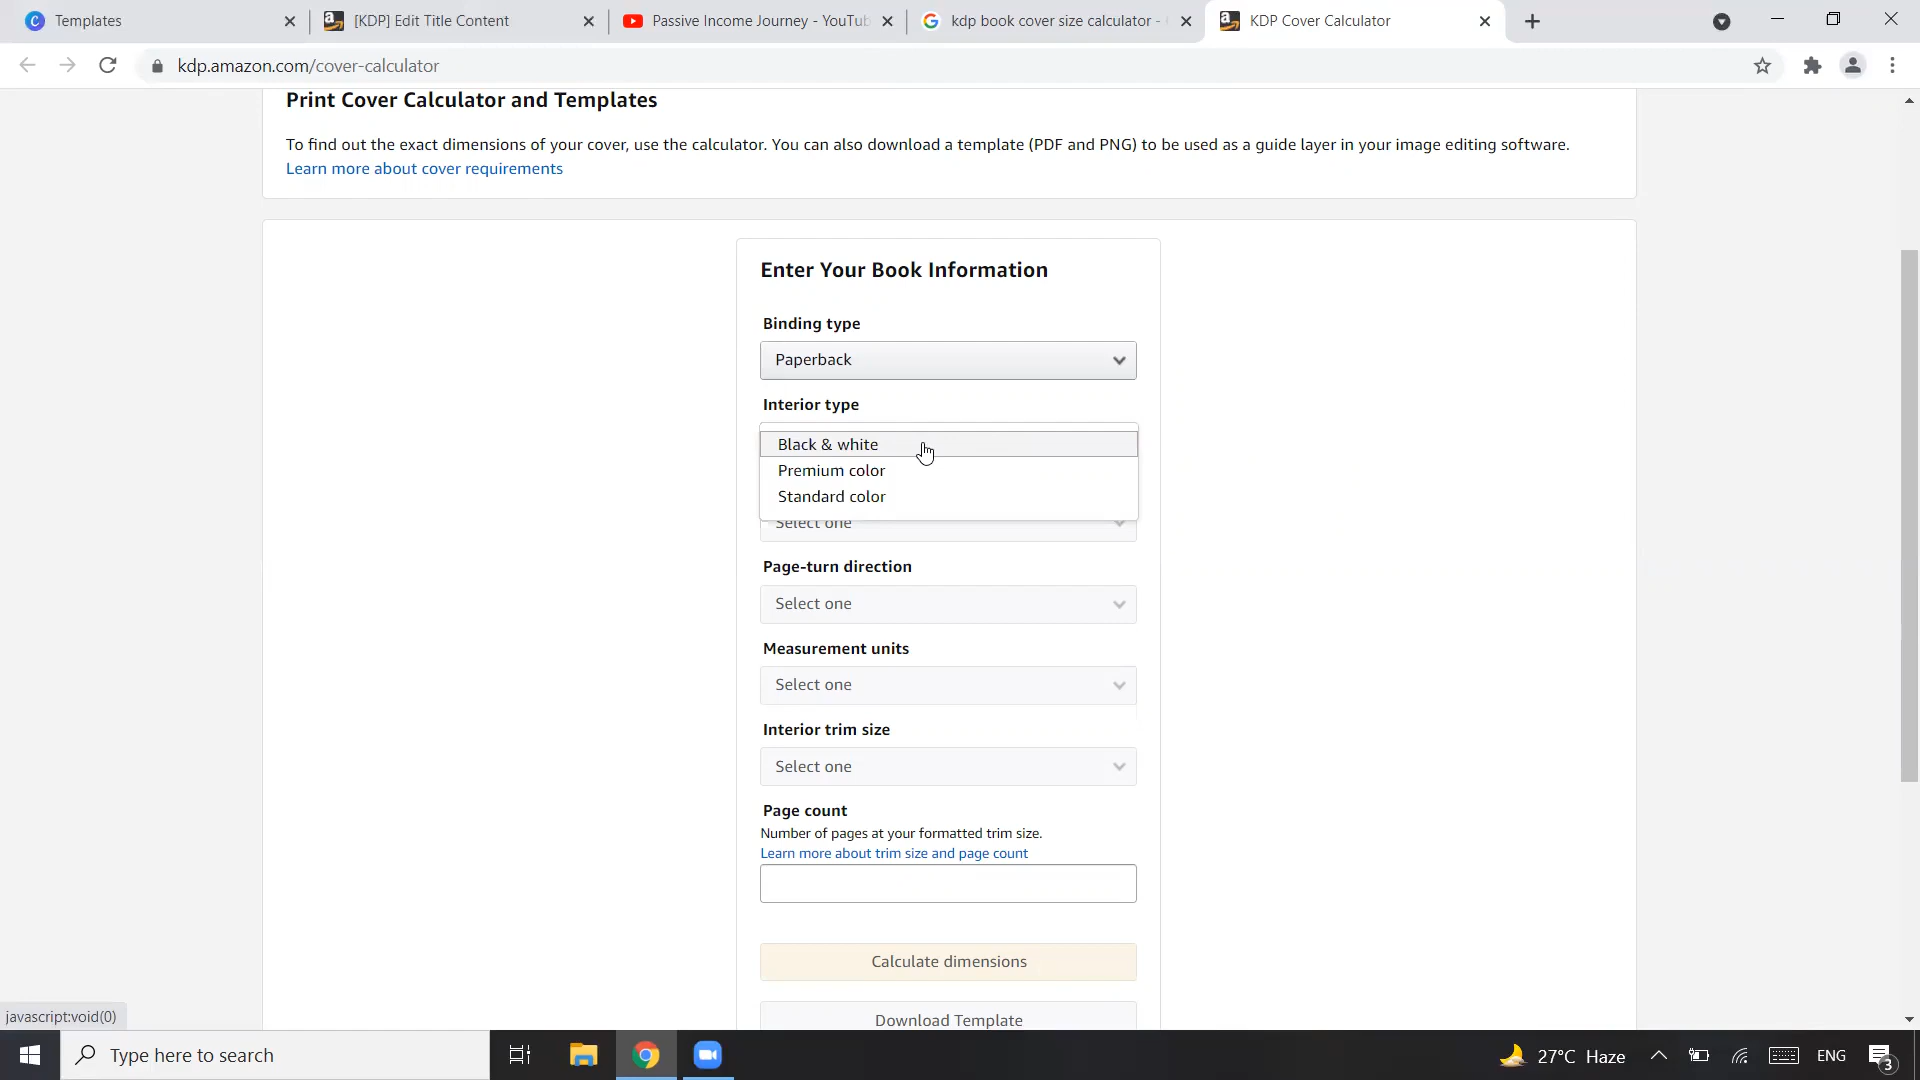 Templates
[KDP] Edit Title Content
Passive Income Journey - YouTub
kdp book cover size calculator -
KDP Cover Calculator
kdp.amazon.com/cover-calculator
Print Cover Calculator and Templates
To find out the exact dimensions of your cover, use the calculator. You can also download a template (PDF and PNG) to be used as a guide layer in your image editing software.
Learn more about cover requirements
Enter Your Book Information
Binding type
Paperback
Interior type
Black & white
Premium color
Standard color
Select one
Page-turn direction
Select one
Measurement units
Select one
Interior trim size
Select one
Page count
Number of pages at your formatted trim size.
Learn more about trim size and page count
Calculate dimensions
Download Template
javascript:void(0)
Type here to search
27°C Haze
ENG
3